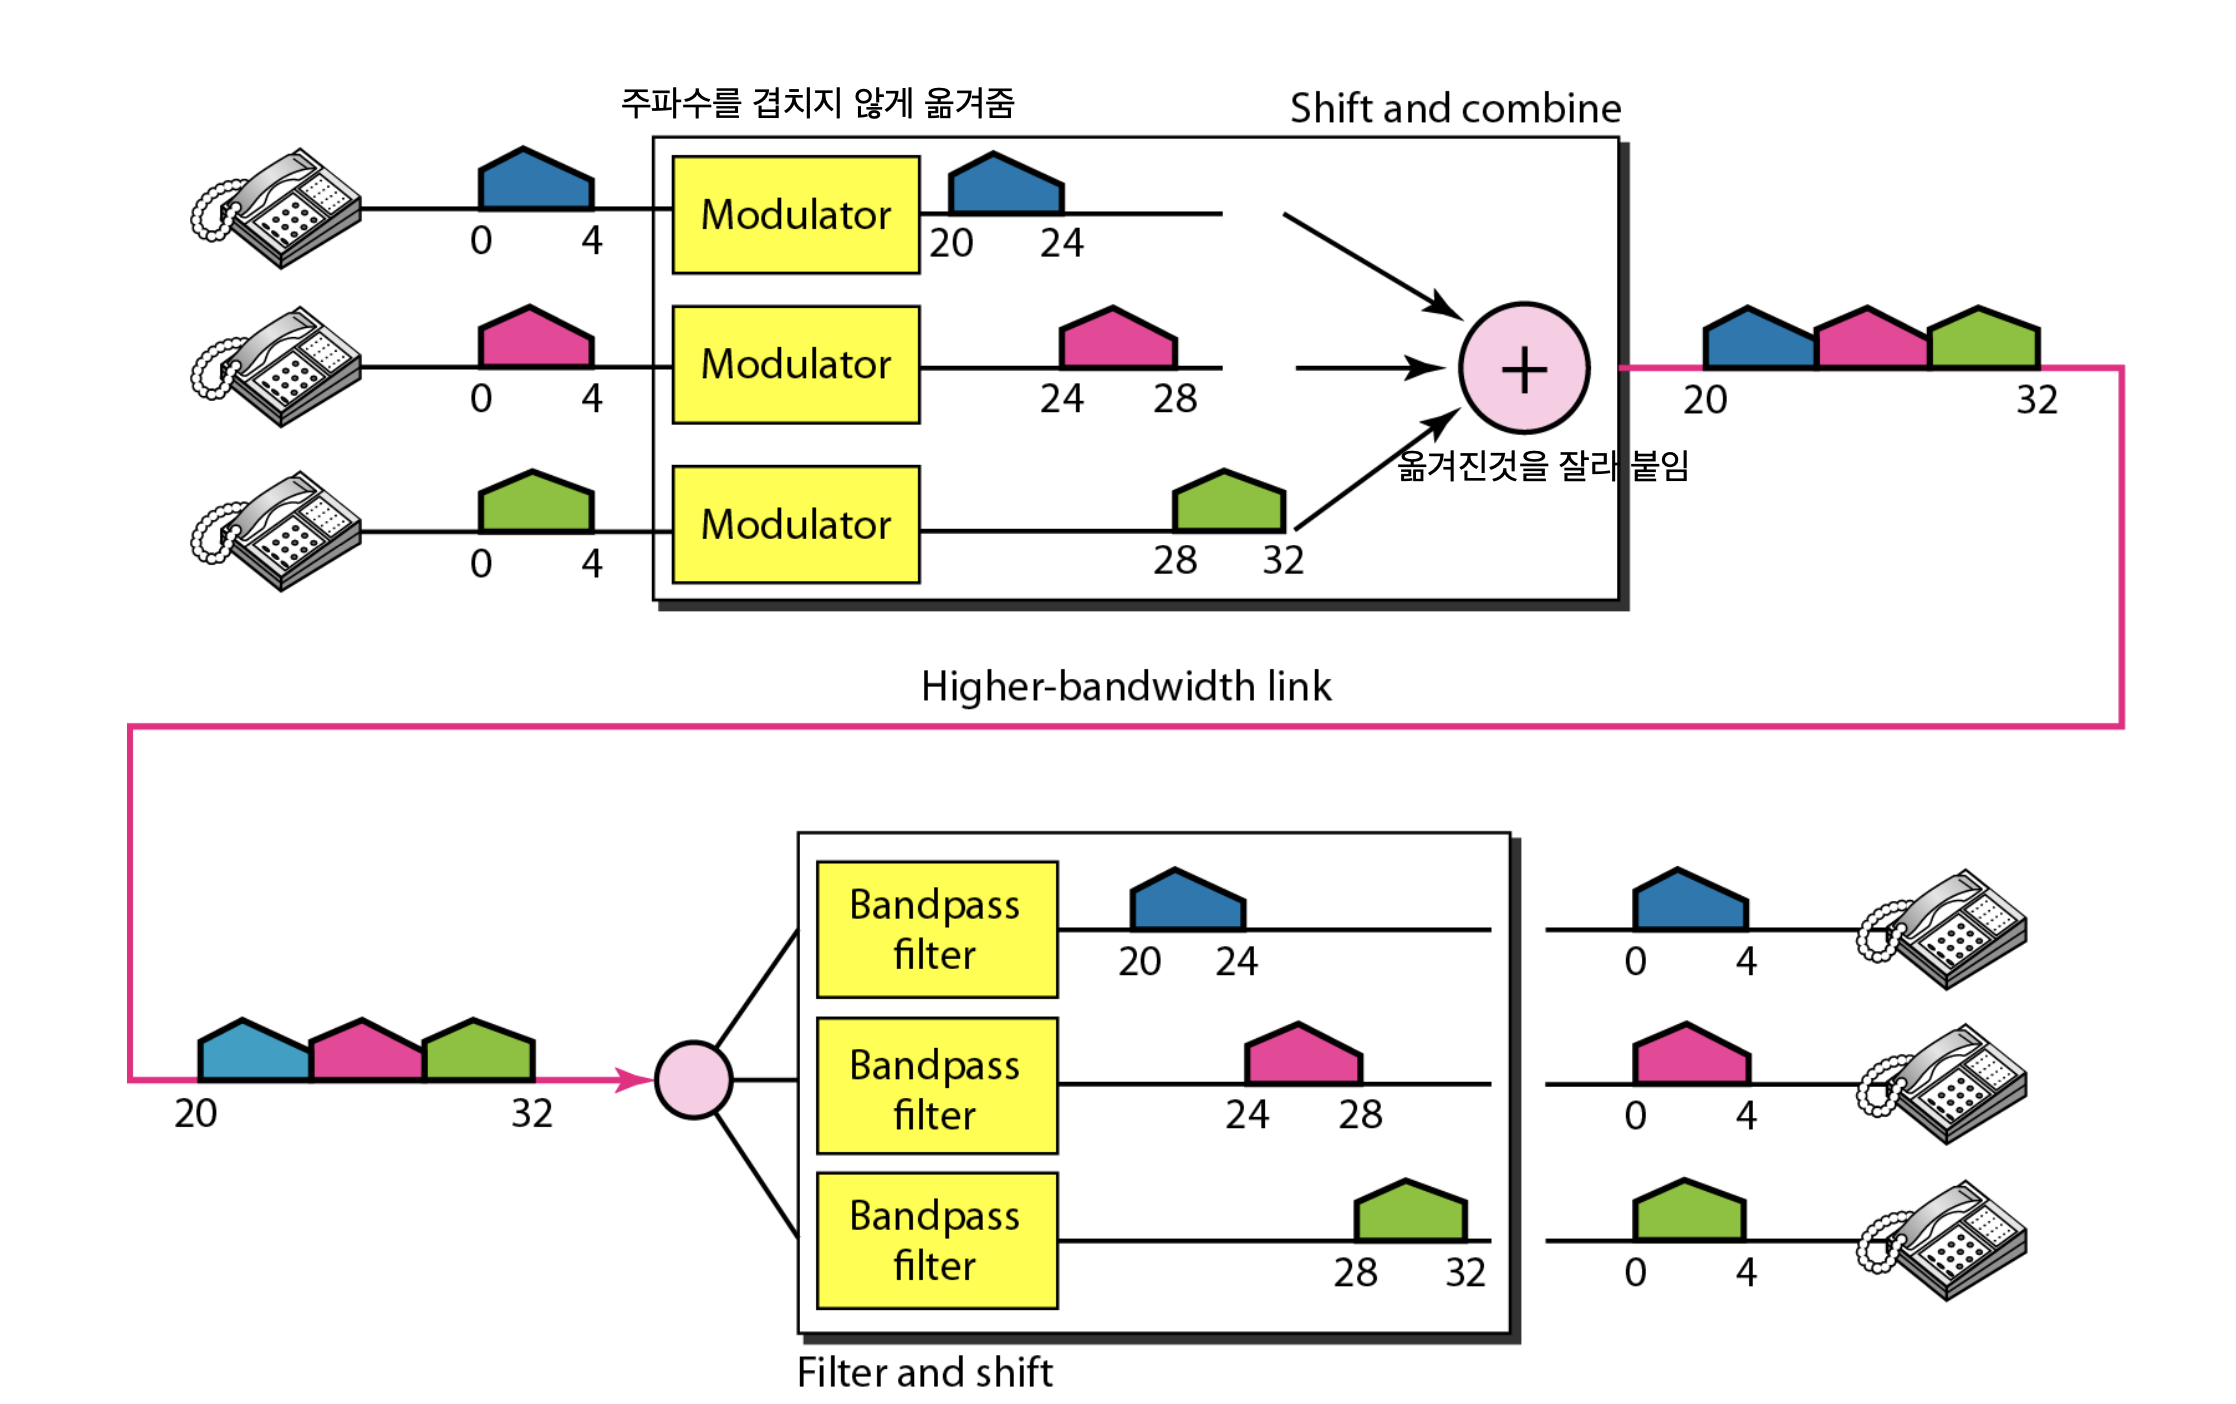 주파수를 겹치지 않게 옮겨줌
Shift and combine
Modulator
0 4
20 24
Modulator
0 4
24 28
20 32
옮겨진것을 잘라 붙임
Modulator
0 4
28 32
Higher-bandwidth link
Bandpass
filter
20 24
0 4
Bandpass
filter
24 28
0 4
20 32
Bandpass
filter
28 32
0 4
Filter and shift